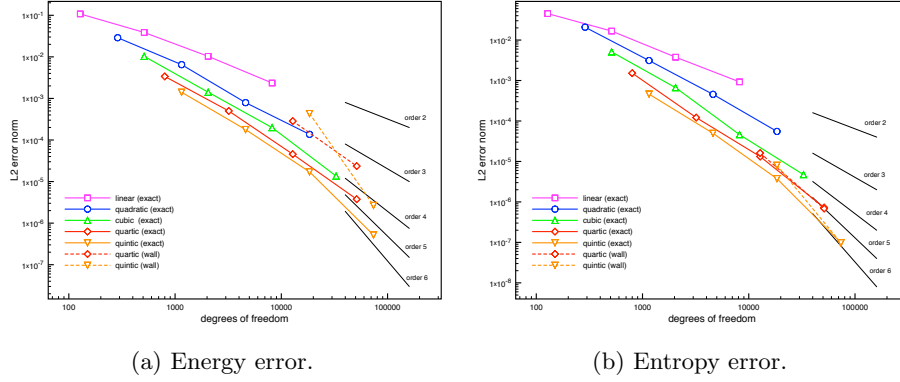 1×10⁻¹
1×10⁻²
1×10⁻³
1×10⁻⁴
1×10⁻⁵
1×10⁻⁶
1×10⁻⁷
L2 error norm
order 2
order 3
order 4
order 5
order 6
linear (exact)
quadratic (exact)
cubic (exact)
quartic (exact)
quintic (exact)
quartic (wall)
quintic (wall)
100 1000 10000 100000
degrees of freedom
(a) Energy error.
1×10⁻¹
1×10⁻²
1×10⁻³
1×10⁻⁴
1×10⁻⁵
1×10⁻⁶
1×10⁻⁷
1×10⁻⁸
L2 error norm
order 2
order 3
order 4
order 5
order 6
linear (exact)
quadratic (exact)
cubic (exact)
quartic (exact)
quintic (exact)
quartic (wall)
quintic (wall)
100 1000 10000 100000
degrees of freedom
(b) Entropy error.